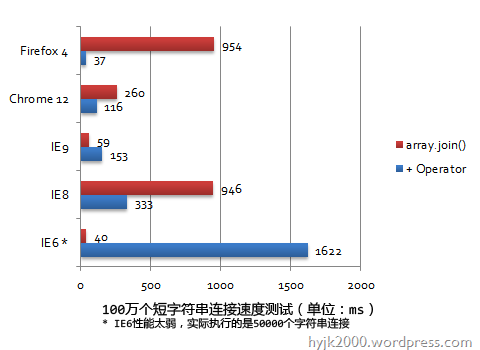 Firefox 4
954
37
Chrome 12
260
116
IE9
59
153
array.join()
+ Operator
IE8
946
333
IE6 *
40
1622
0 500 1000 1500 2000
100万个短字符串连接速度测试（单位：ms）
* IE6性能太弱，实际执行的是50000个字符串连接
hyjk2000.wordpress.com